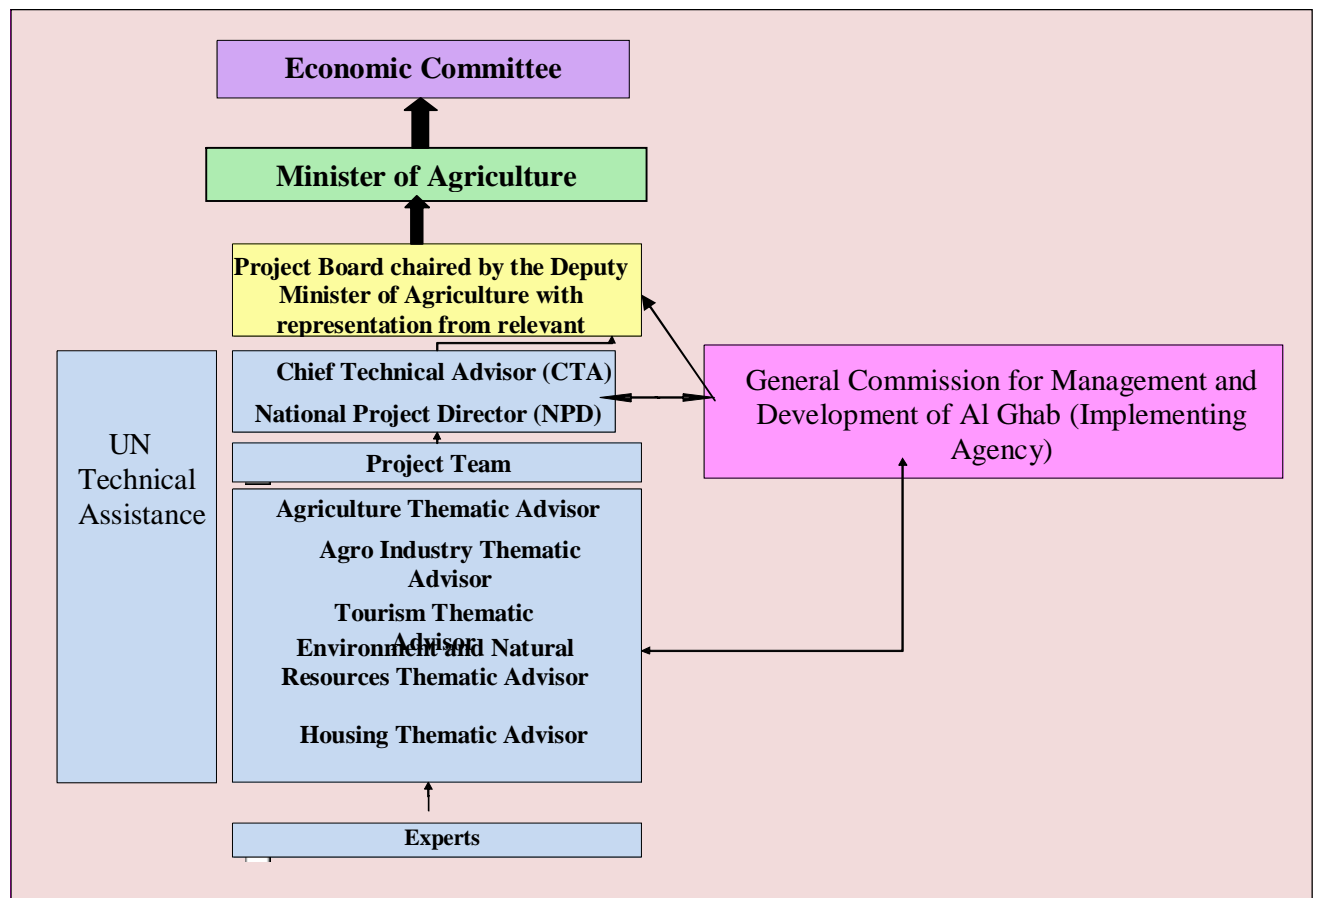 Economic Committee
Minister of Agriculture
Project Board chaired by the Deputy
Minister of Agriculture with
representation from relevant
Chief Technical Advisor (CTA)
National Project Director (NPD)
General Commission for Management and
Development of Al Ghab (Implementing
Agency)
UN
Technical
Assistance
Project Team
Agriculture Thematic Advisor
Agro Industry Thematic
Advisor
Tourism Thematic
Advisor
Environment and Natural
Resources Thematic Advisor
Housing Thematic Advisor
Experts